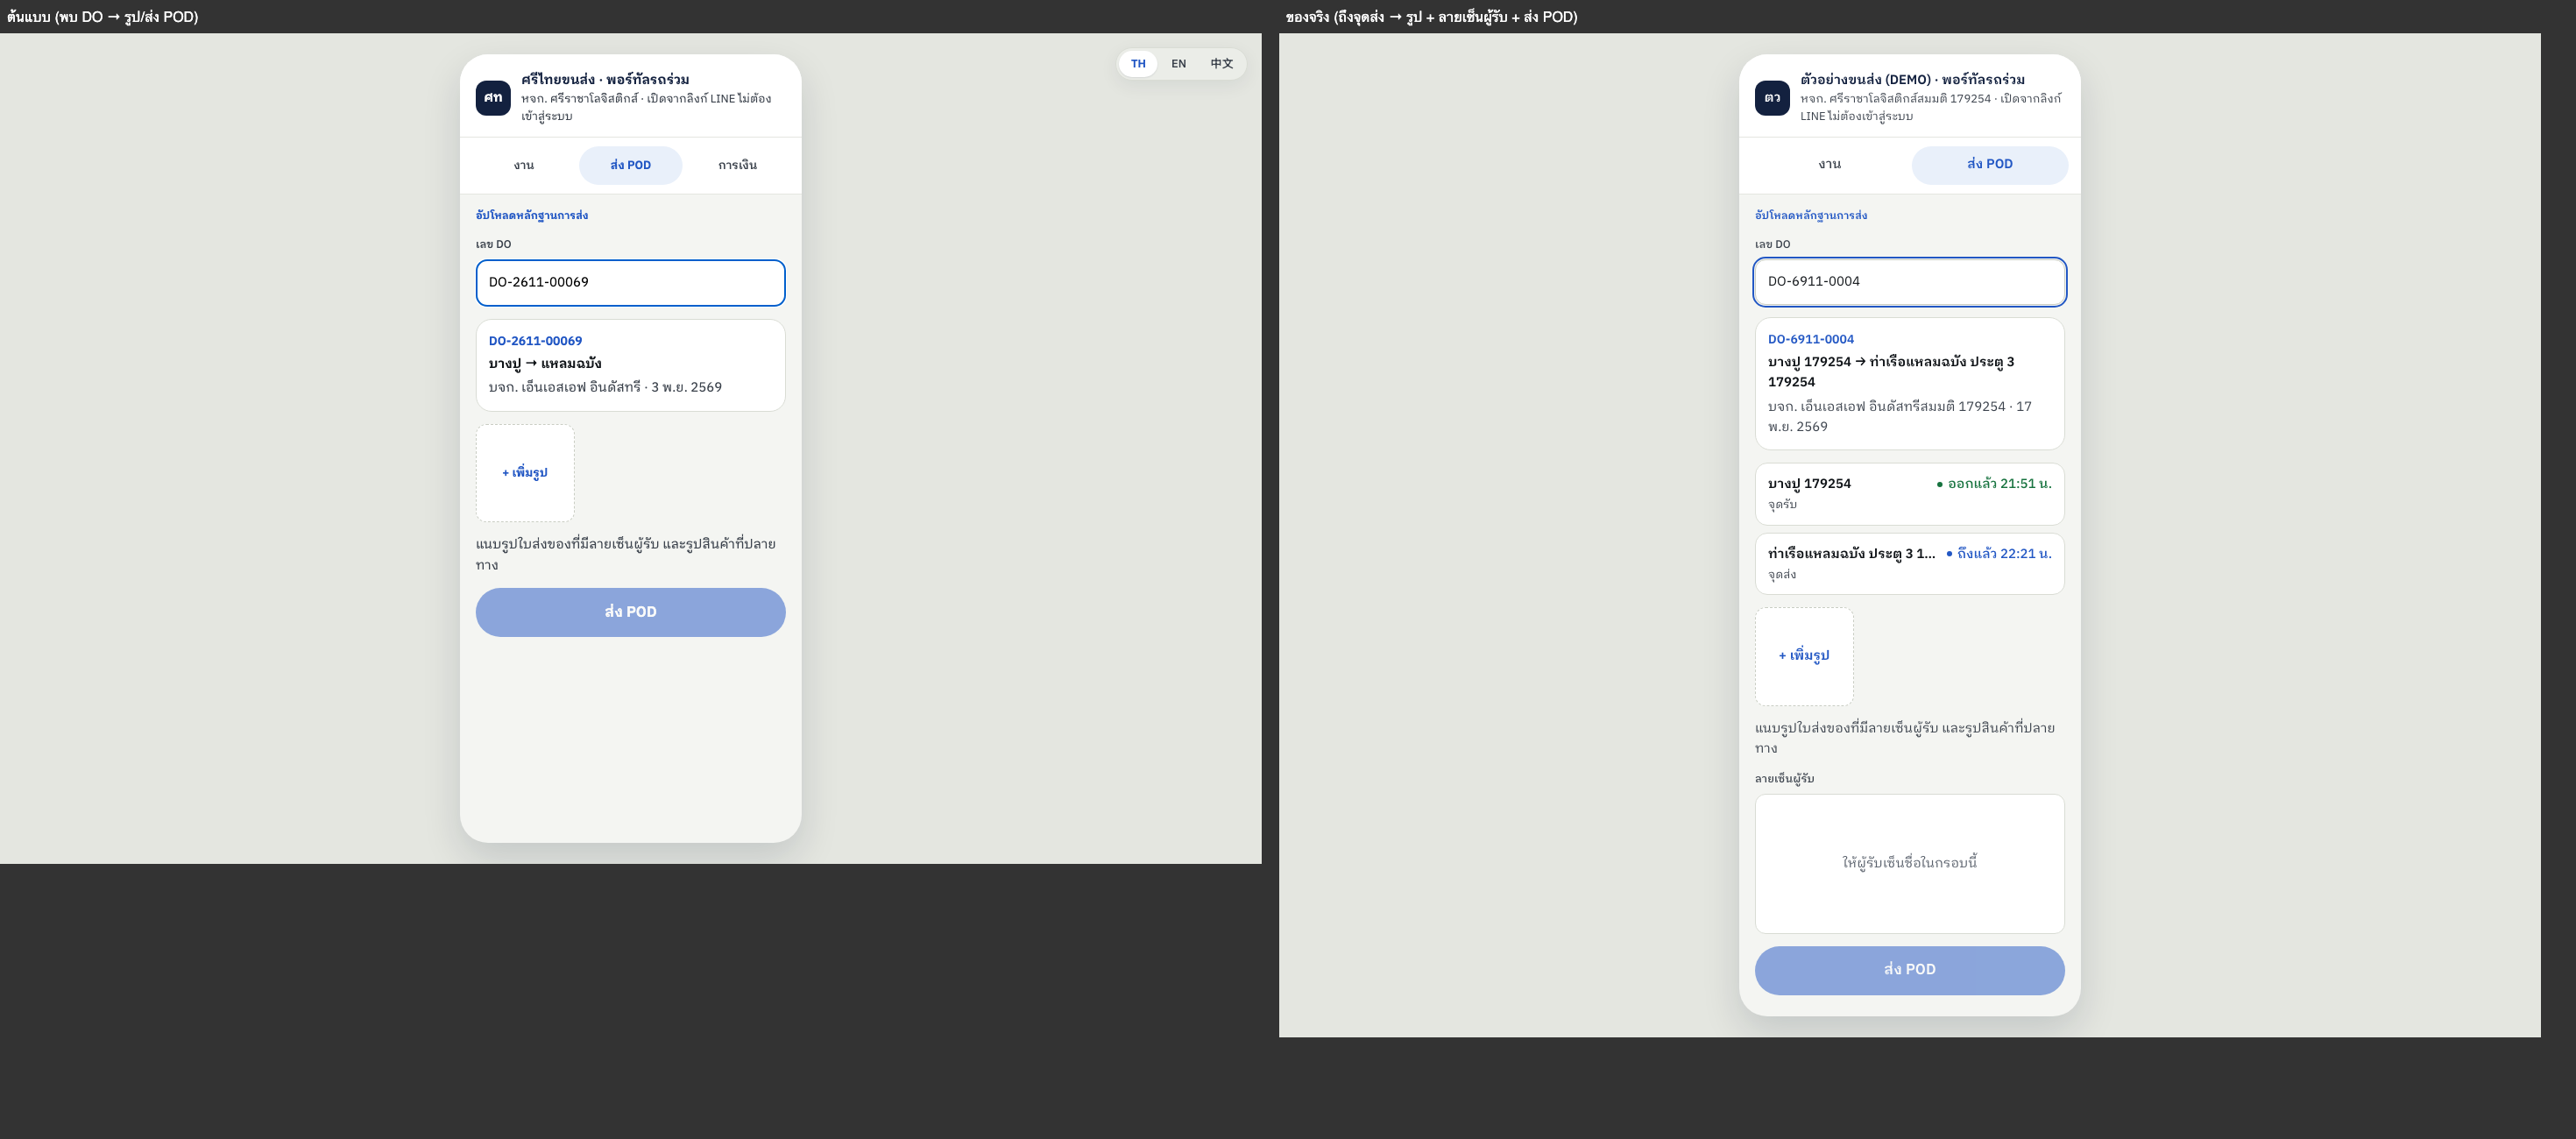 ต้นแบบ (พบ DO → รูป/ส่ง POD)
TH EN 中文
ศท
ศรีไทยขนส่ง · พอร์ทัลรถร่วม
หจก. ศรีราชาโลจิสติกส์ · เปิดจากลิงก์ LINE ไม่ต้อง
เข้าสู่ระบบ
งาน ส่ง POD การเงิน
อัปโหลดหลักฐานการส่ง
เลข DO
DO-2611-00069
DO-2611-00069
บางปู → แหลมฉบัง
บจก. เอ็นเอสเอฟ อินดัสทรี · 3 พ.ย. 2569
+ เพิ่มรูป
แนบรูปใบส่งของที่มีลายเซ็นผู้รับ และรูปสินค้าที่ปลาย
ทาง
ส่ง POD
ของจริง (ถึงจุดส่ง → รูป + ลายเซ็นผู้รับ + ส่ง POD)
ตว
ตัวอย่างขนส่ง (DEMO) · พอร์ทัลรถร่วม
หจก. ศรีราชาโลจิสติกส์สมมติ 179254 · เปิดจากลิงก์
LINE ไม่ต้องเข้าสู่ระบบ
งาน ส่ง POD
อัปโหลดหลักฐานการส่ง
เลข DO
DO-6911-0004
DO-6911-0004
บางปู 179254 → ท่าเรือแหลมฉบัง ประตู 3
179254
บจก. เอ็นเอสเอฟ อินดัสทรีสมมติ 179254 · 17
พ.ย. 2569
บางปู 179254 • ออกแล้ว 21:51 น.
จุดรับ
ท่าเรือแหลมฉบัง ประตู 3 1... • ถึงแล้ว 22:21 น.
จุดส่ง
+ เพิ่มรูป
แนบรูปใบส่งของที่มีลายเซ็นผู้รับ และรูปสินค้าที่ปลาย
ทาง
ลายเซ็นผู้รับ
ให้ผู้รับเซ็นชื่อในกรอบนี้
ส่ง POD